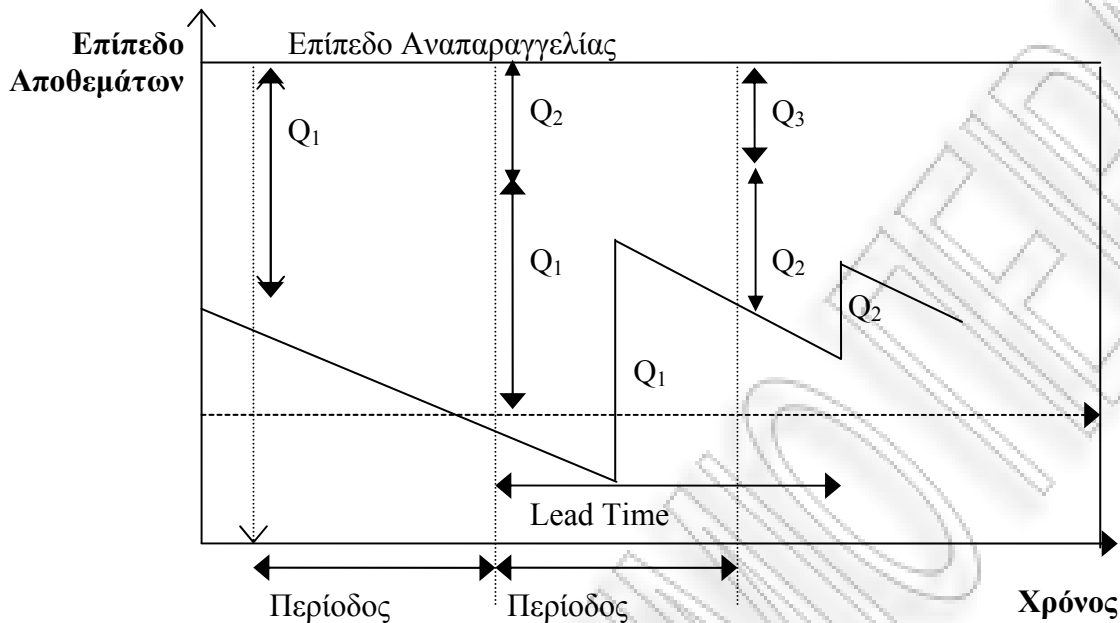 Επίπεδο
Αποθεμάτων
Επίπεδο Αναπαραγγελίας
Q1
Q2
Q3
Q1
Q2
Q2
Q1
Lead Time
Περίοδος
Περίοδος
Χρόνος